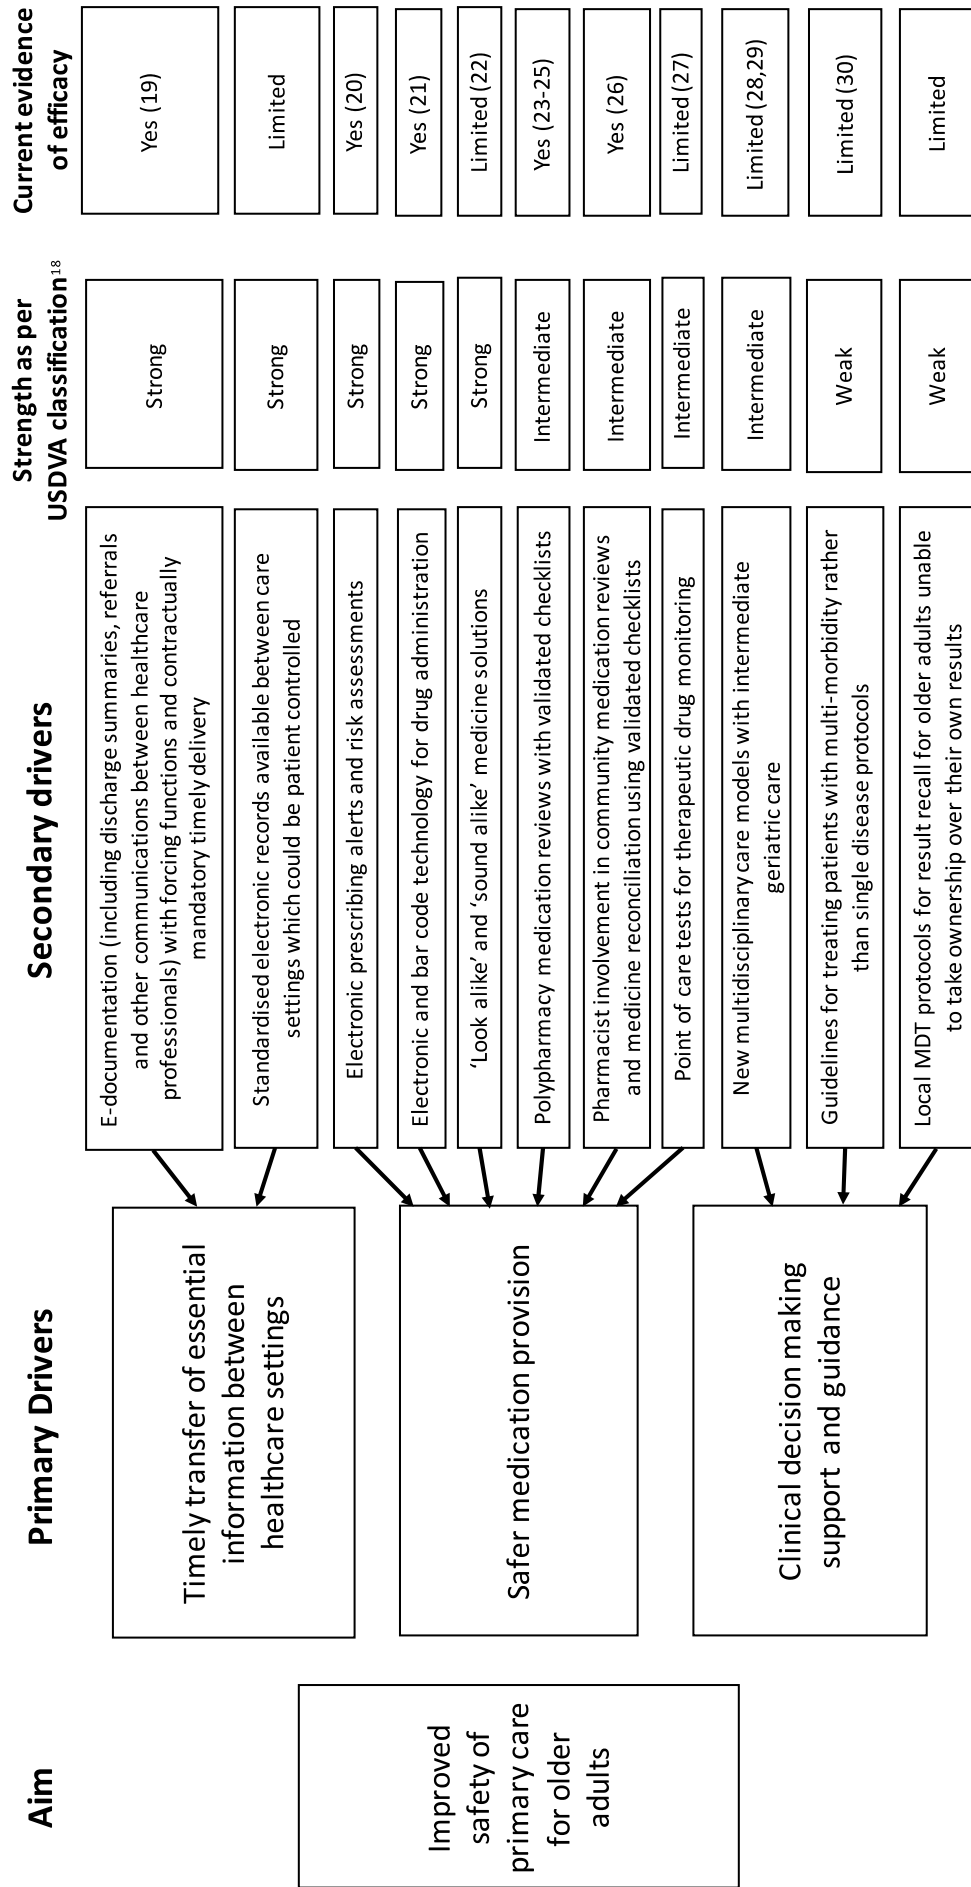 Aim
Primary Drivers
Secondary drivers
Strength as per
USDVA classification18
Current evidence
of efficacy
Improved
safety of
primary care
for older
adults
Timely transfer of essential
information between
healthcare settings
E-documentation (including discharge summaries, referrals
and other communications between healthcare
professionals) with forcing functions and contractually
mandatory timely delivery
Strong
Yes (19)
Standardised electronic records available between care
settings which could be patient controlled
Strong
Limited
Safer medication provision
Electronic prescribing alerts and risk assessments
Strong
Yes (20)
Electronic and bar code technology for drug administration
Strong
Yes (21)
‘Look alike’ and ‘sound alike’ medicine solutions
Strong
Limited (22)
Polypharmacy medication reviews with validated checklists
Intermediate
Yes (23-25)
Pharmacist involvement in community medication reviews
and medicine reconciliation using validated checklists
Intermediate
Yes (26)
Point of care tests for therapeutic drug monitoring
Intermediate
Limited (27)
Clinical decision making
support and guidance
New multidisciplinary care models with intermediate
geriatric care
Intermediate
Limited (28,29)
Guidelines for treating patients with multi-morbidity rather
than single disease protocols
Weak
Limited (30)
Local MDT protocols for result recall for older adults unable
to take ownership over their own results
Weak
Limited